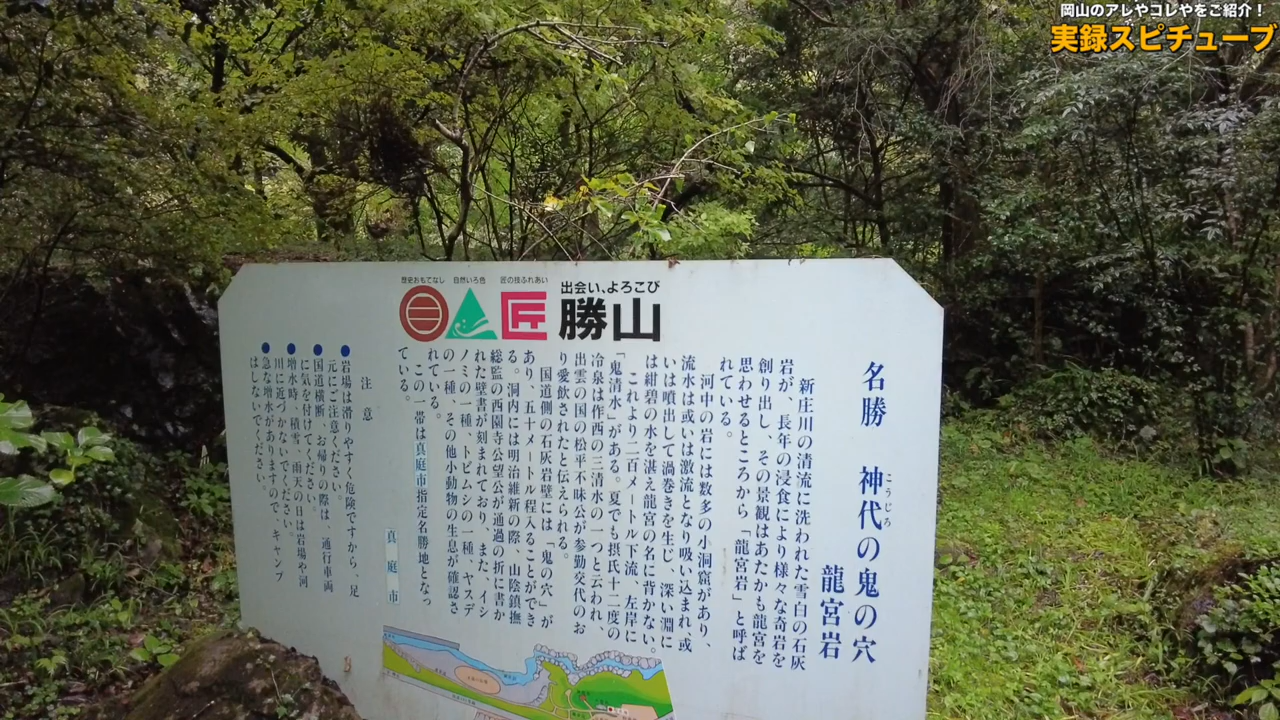 岡山のアレやコレやをご紹介！
実録スピチューブ
歴史おもてなし 自然いろ色 匠の技ふれあい
出会い、よろこび
匠 勝山
名勝 神代の鬼の穴
こうじろ
龍宮岩
新庄川の清流に洗われた雪白の石灰
岩が、長年の浸食により様々な奇岩を
創り出し、その景観はあたかも龍宮を
思わせるところから「龍宮岩」と呼ば
れている。
河中の岩には数多の小洞窟があり、
流水は或いは激流となり吸い込まれ、或
いは噴出して渦巻きを生じ、深い淵に
は紺碧の水を湛え龍宮の名に背かない。
これより二百メートル下流、左岸に
「鬼清水」がある。夏でも摂氏十二度の
冷泉は作西の三清水の一つと云われ、
出雲の国の松平不味公が参勤交代のお
り愛飲されたと伝えられる。
国道側の石灰岩壁には「鬼の穴」が
あり、五十メートル程入ることができ
る。洞内には明治維新の際、山陰鎮撫
総監の西園寺公望公が通過の折に書か
れた壁書が刻まれており、また、イシ
ノミの一種、トビムシの一種、ヤスデ
の一種、その他小動物の生息が確認さ
れている。
この一帯は真庭市指定名勝地となっ
ている。
真庭市
注意
●岩場は滑りやすく危険ですから、足
元にご注意ください。
●国道横断、お帰りの際は、通行車両
に気を付けてください。
●増水時、積雪、雨天の日は岩場や河
川に近づかないでください。
●急な増水がありますので、キャンプ
はしないでください。